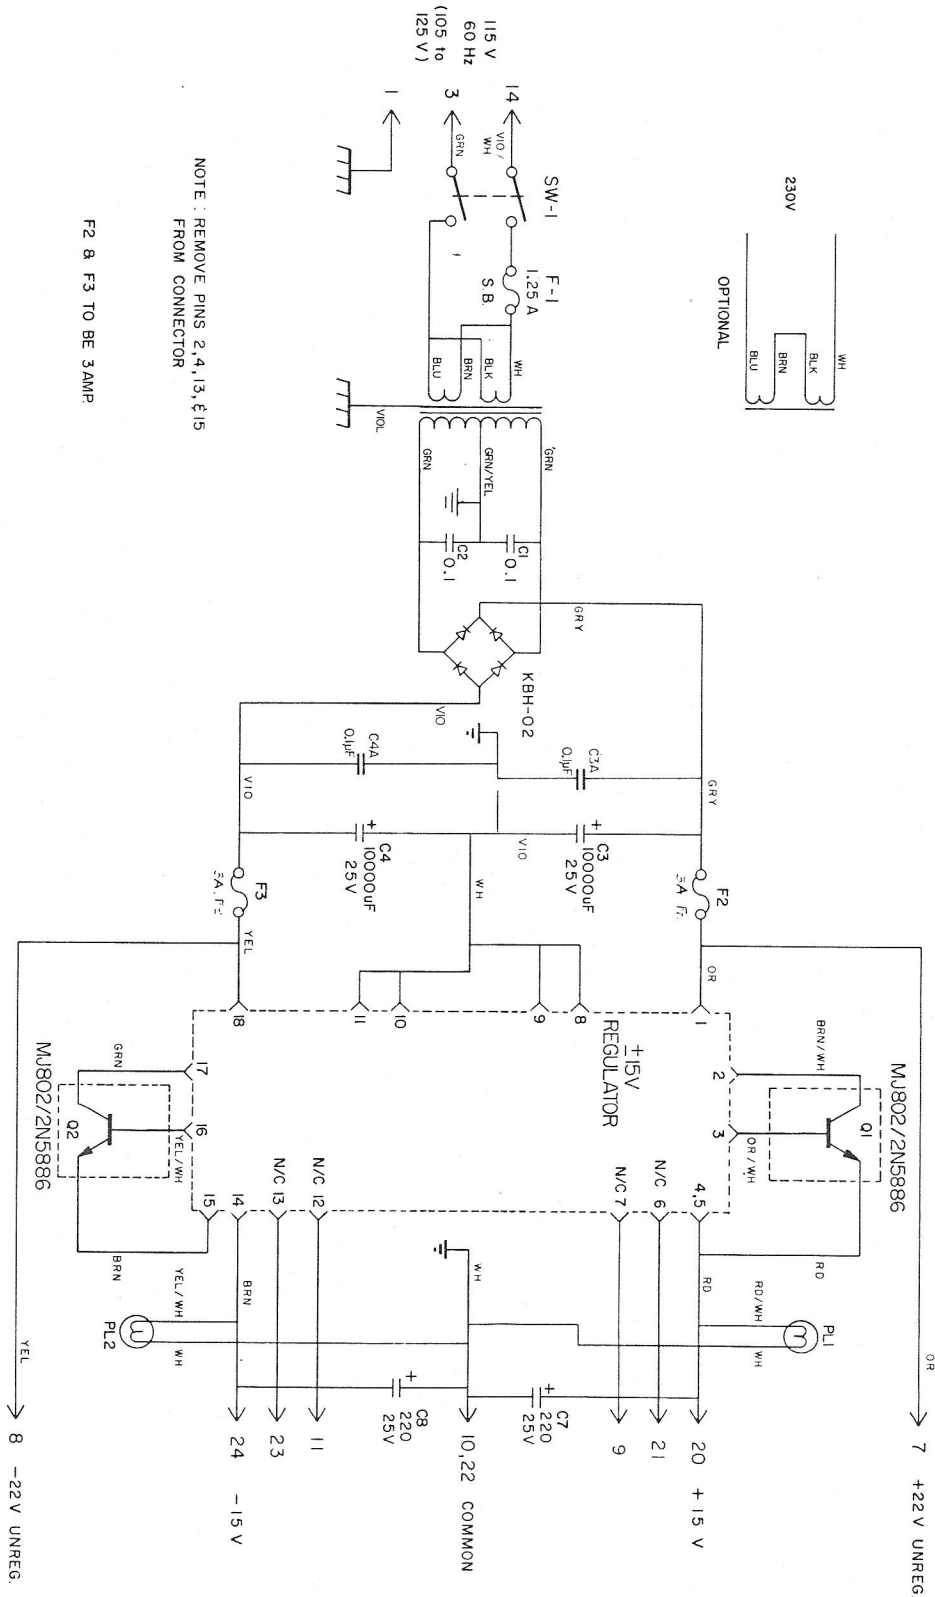 115 V
60 Hz
(105 to
125 V)
14
3
1
VIO/
WH
GRN
SW-1
F-1
1.25 A
S.B.
WH
BLK
BRN
BLU
VIOL
230V
OPTIONAL
WH
BLK
BRN
BLU
NOTE : REMOVE PINS 2,4,13,&15
FROM CONNECTOR
F2 & F3 TO BE 3 AMP.
GRN
GRN/YEL
GRN
C1
0.1
C2
0.1
GRY
KBH-02
VIO
C3A
0.1µF
C4A
0.1µF
GRY
VIO
+
C3
10000uF
25V
VIO
+
C4
10000uF
25V
WH
F2
F3
OR
YEL
1
8
9
10
11
18
±15V
REGULATOR
MJ802/2N5886
Q1
BRN/WH
2
3
OR/WH
RD
4,5
N/C 6
N/C 7
N/C 12
N/C 13
14
15
16
17
GRN
YEL/WH
Q2
MJ802/2N5886
BRN
BRN
RD
RD/WH
PL1
WH
WH
YEL/WH
PL2
WH
+
C7
220
25V
+
C8
220
25V
OR
7 +22V UNREG.
20 +15 V
21
9
10,22 COMMON
11
23
24 -15 V
YEL
8 -22V UNREG.